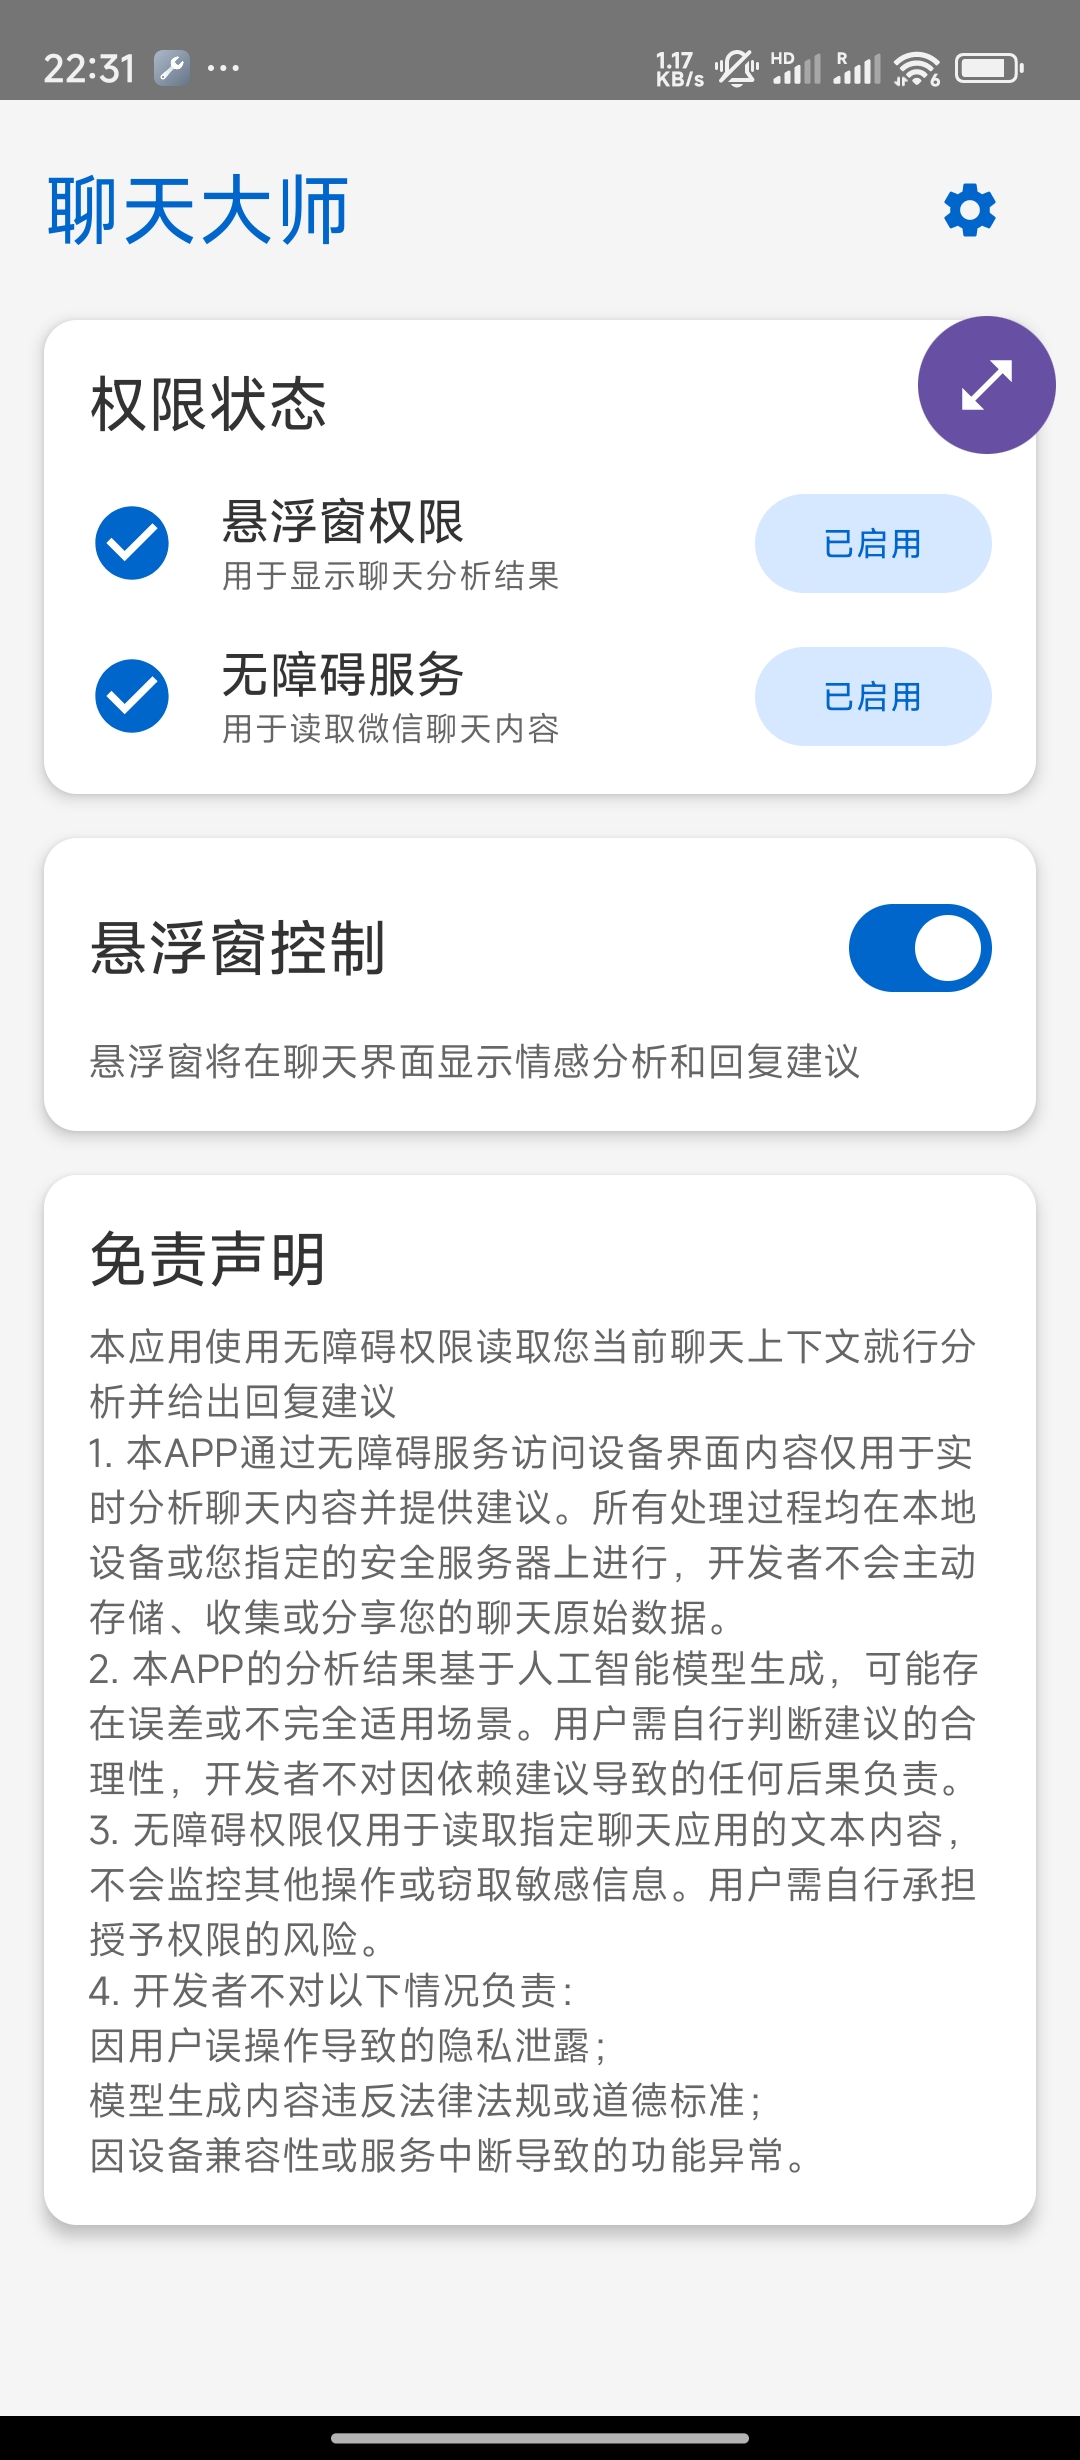 22:31
1.17 KB/s HD R 6
聊天大师
权限状态
悬浮窗权限
用于显示聊天分析结果
已启用
无障碍服务
用于读取微信聊天内容
已启用
悬浮窗控制
悬浮窗将在聊天界面显示情感分析和回复建议
免责声明
本应用使用无障碍权限读取您当前聊天上下文就行分
析并给出回复建议
1. 本APP通过无障碍服务访问设备界面内容仅用于实
时分析聊天内容并提供建议。所有处理过程均在本地
设备或您指定的安全服务器上进行，开发者不会主动
存储、收集或分享您的聊天原始数据。
2. 本APP的分析结果基于人工智能模型生成，可能存
在误差或不完全适用场景。用户需自行判断建议的合
理性，开发者不对因依赖建议导致的任何后果负责。
3. 无障碍权限仅用于读取指定聊天应用的文本内容，
不会监控其他操作或窃取敏感信息。用户需自行承担
授予权限的风险。
4. 开发者不对以下情况负责：
因用户误操作导致的隐私泄露；
模型生成内容违反法律法规或道德标准；
因设备兼容性或服务中断导致的功能异常。